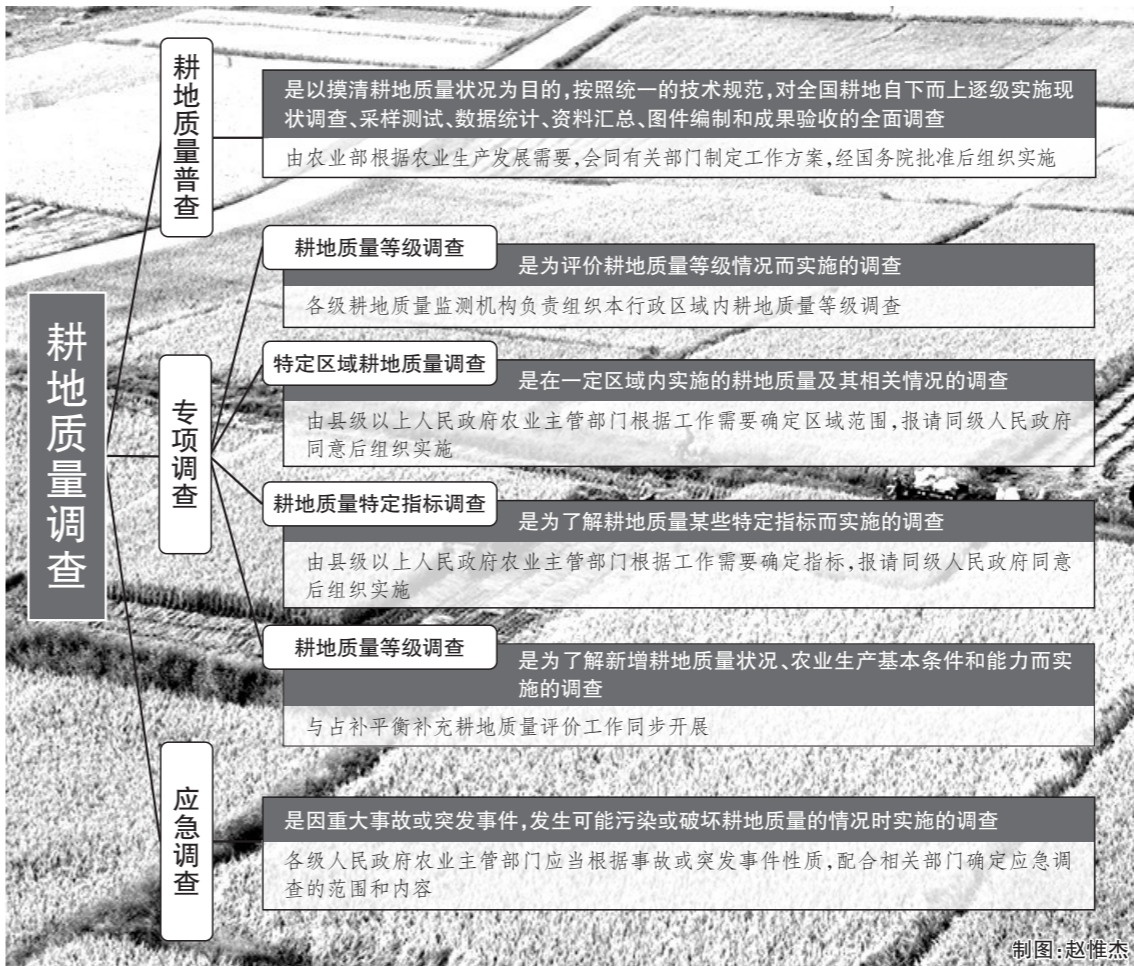 耕地质量调查
耕地质量普查
是以摸清耕地质量状况为目的,按照统一的技术规范,对全国耕地自下而上逐级实施现
状调查、采样测试、数据统计、资料汇总、图件编制和成果验收的全面调查
由农业部根据农业生产发展需要,会同有关部门制定工作方案,经国务院批准后组织实施
专项调查
耕地质量等级调查
是为评价耕地质量等级情况而实施的调查
各级耕地质量监测机构负责组织本行政区域内耕地质量等级调查
特定区域耕地质量调查
是在一定区域内实施的耕地质量及其相关情况的调查
由县级以上人民政府农业主管部门根据工作需要确定区域范围,报请同级人民政府
同意后组织实施
耕地质量特定指标调查
是为了解耕地质量某些特定指标而实施的调查
由县级以上人民政府农业主管部门根据工作需要确定指标,报请同级人民政府同意
后组织实施
耕地质量等级调查
是为了解新增耕地质量状况、农业生产基本条件和能力而实
施的调查
与占补平衡补充耕地质量评价工作同步开展
应急调查
是因重大事故或突发事件,发生可能污染或破坏耕地质量的情况时实施的调查
各级人民政府农业主管部门应当根据事故或突发事件性质,配合相关部门确定应急调
查的范围和内容
制图:赵惟杰